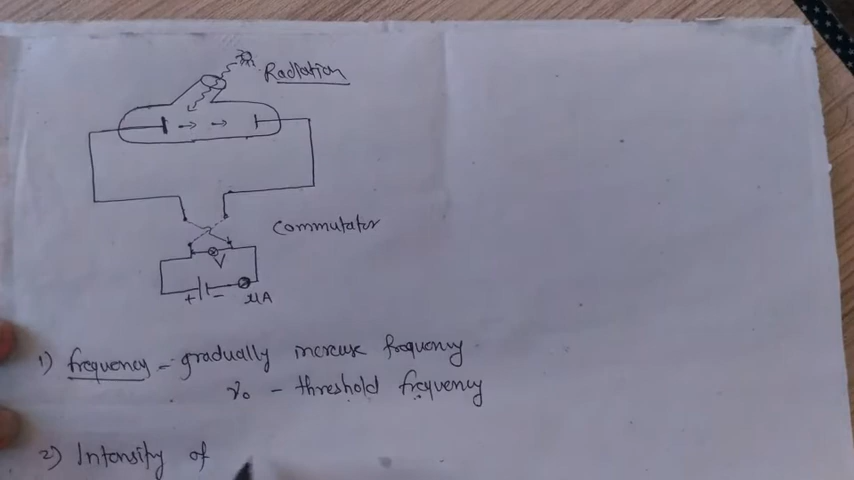 Radiation
Commutator
V
+ - µA
1) frequency - gradually increase frequency
ν₀ - threshold frequency
2) Intensity of